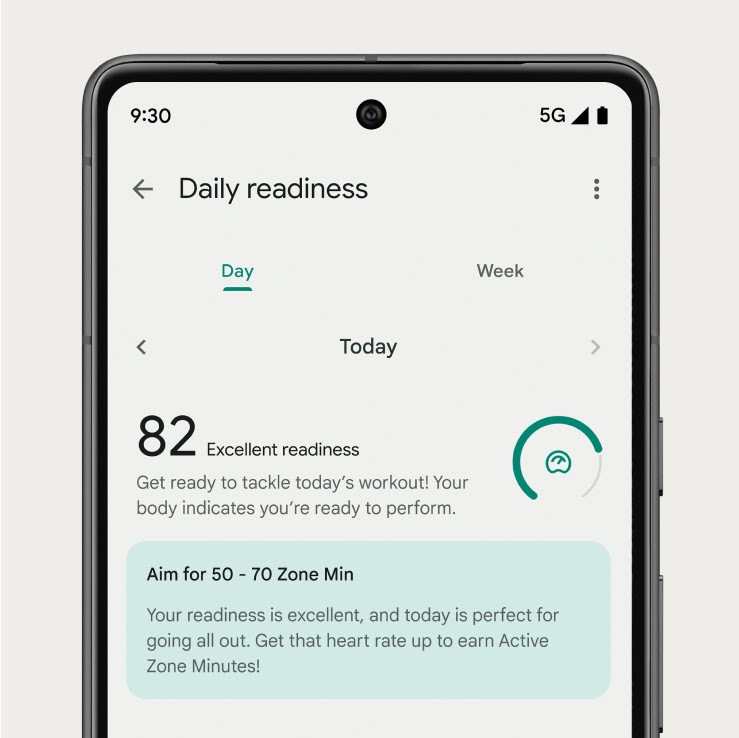 9:30
5G
Daily readiness
Day
Week
Today
82 Excellent readiness
Get ready to tackle today’s workout! Your
body indicates you’re ready to perform.
Aim for 50 - 70 Zone Min
Your readiness is excellent, and today is perfect for
going all out. Get that heart rate up to earn Active
Zone Minutes!